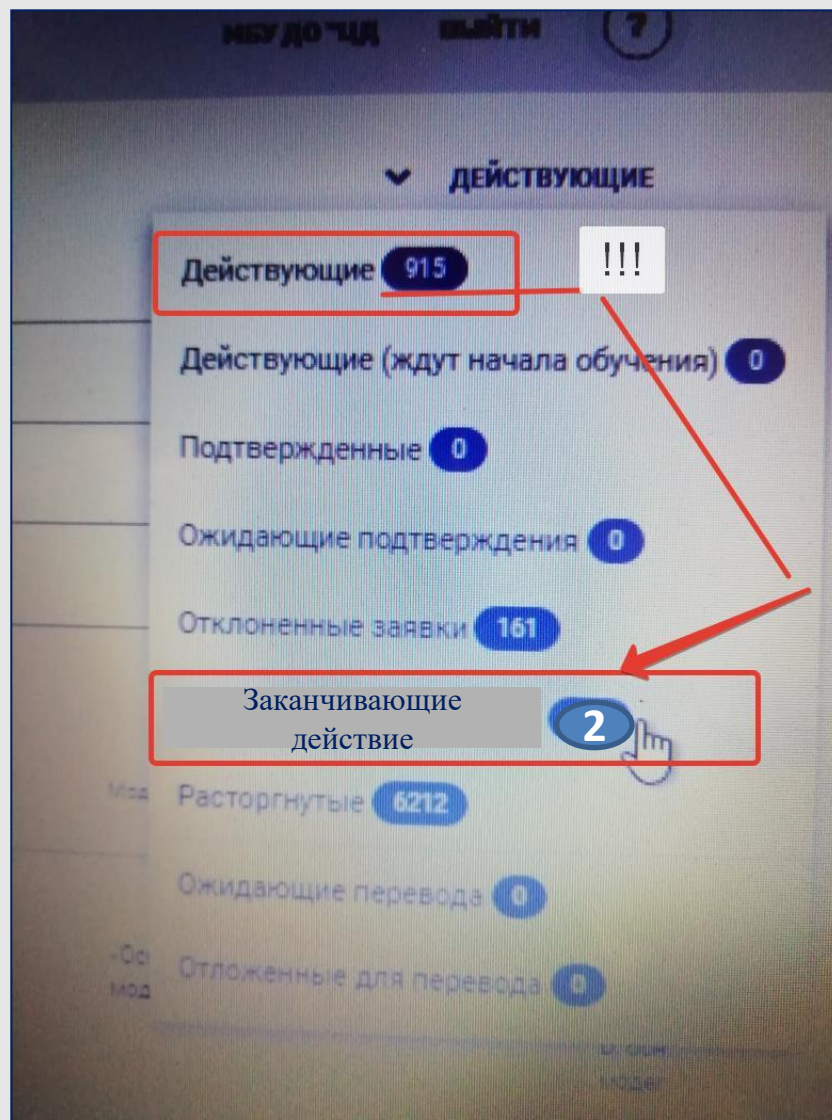 МБУ ДО "ЦД
ВЫЙТИ
?
ДЕЙСТВУЮЩИЕ
Действующие 915
!!!
Действующие (ждут начала обучения) 0
Подтвержденные 0
Ожидающие подтверждения 0
Отклоненные заявки 161
Заканчивающие
действие
2
Расторгнутые 6212
Ожидающие перевода 0
Отложенные для перевода 0